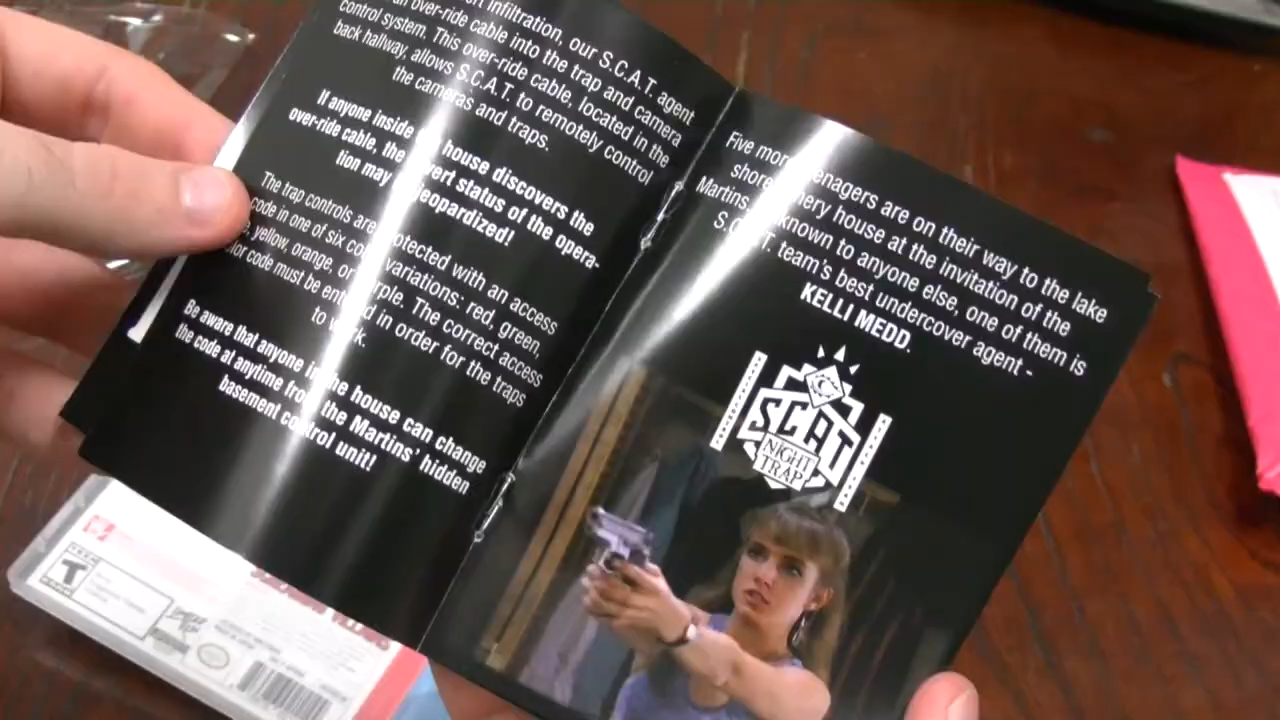 infiltration, our S.C.A.T. agent
an over-ride cable into the trap and camera
control system. This over-ride cable, located in the
back hallway, allows S.C.A.T. to remotely control
the cameras and traps.
If anyone inside house discovers the
over-ride cable, the status of the opera-
tion may jeopardized!
The trap controls are with an access
code in one of six variations: red, green,
yellow, orange, or The correct access
code must be in order for the traps
to
Be aware that anyone in the house can change
the code at anytime from the Martins' hidden
basement control unit!
Five more teenagers are on their way to the lake
shore house at the invitation of the
Martins. to anyone else, one of them is
S.C.A.T. team's best undercover agent -
KELLI MEDD.
SCAT
NIGHT
TRAP
TEEN
T